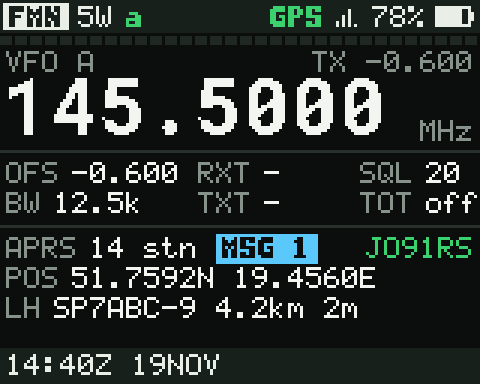 FMN 5W a GPS 78%
VFO A TX -0.600
145.5000 MHz
OFS -0.600 RXT - SQL 20
BW 12.5k TXT - TOT off
APRS 14 stn MSG 1 JO91RS
POS 51.7592N 19.4560E
LH SP7ABC-9 4.2km 2m
14:40Z 19NOV